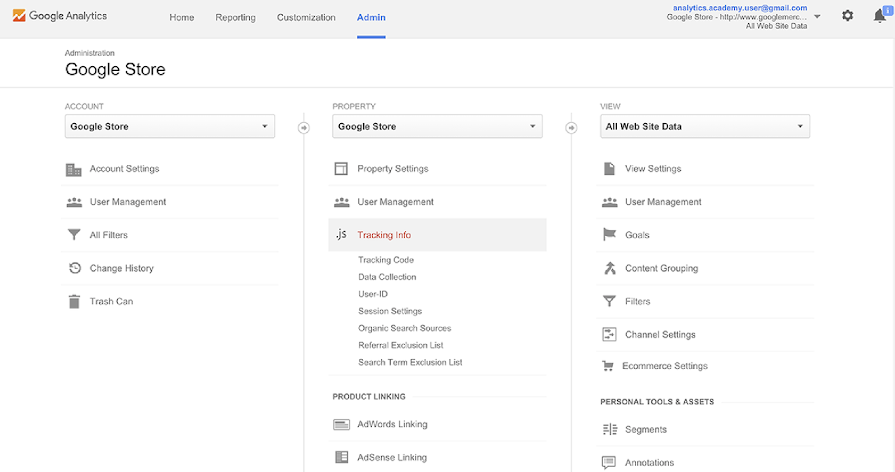 Google Analytics
Home Reporting Customization Admin
analytics.academy.user@gmail.com
Google Store - http://www.googlemerc...
All Web Site Data
Administration
Google Store
ACCOUNT
Google Store
Account Settings
User Management
All Filters
Change History
Trash Can
PROPERTY
Google Store
Property Settings
User Management
.js Tracking Info
Tracking Code
Data Collection
User-ID
Session Settings
Organic Search Sources
Referral Exclusion List
Search Term Exclusion List
PRODUCT LINKING
AdWords Linking
AdSense Linking
VIEW
All Web Site Data
View Settings
User Management
Goals
Content Grouping
Filters
Channel Settings
Ecommerce Settings
PERSONAL TOOLS & ASSETS
Segments
Annotations